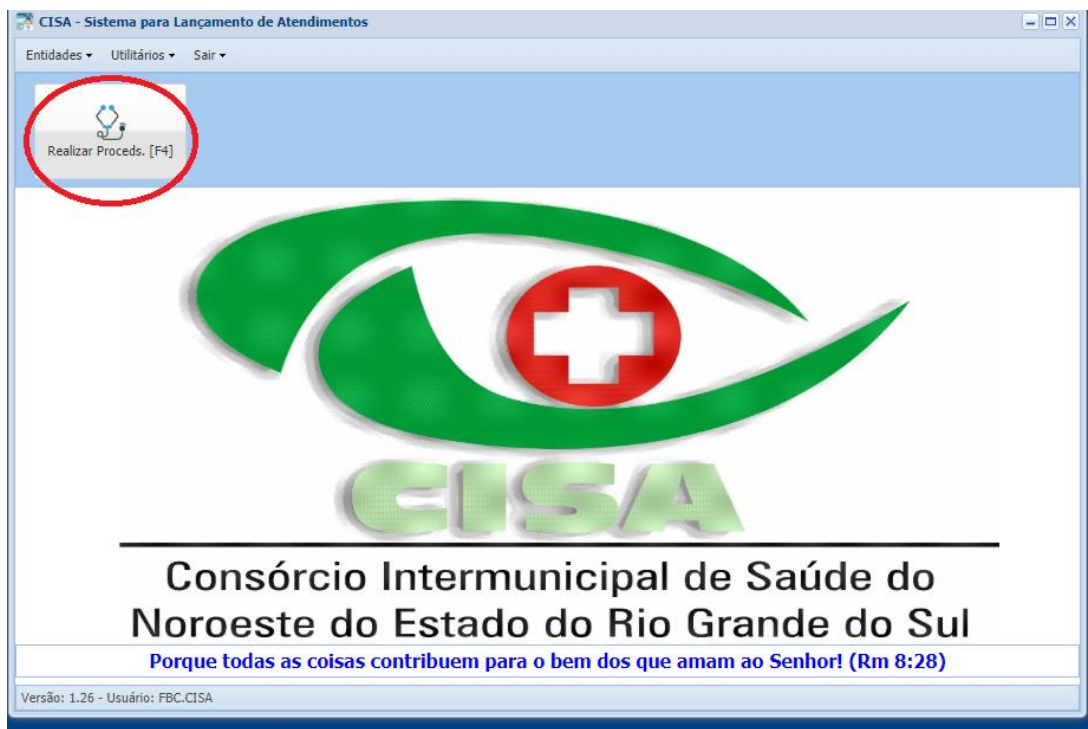 CISA - Sistema para Lançamento de Atendimentos
Entidades Utilitários Sair
Realizar Proceds. [F4]
CISA
Consórcio Intermunicipal de Saúde do
Noroeste do Estado do Rio Grande do Sul
Porque todas as coisas contribuem para o bem dos que amam ao Senhor! (Rm 8:28)
Versão: 1.26 - Usuário: FBC.CISA